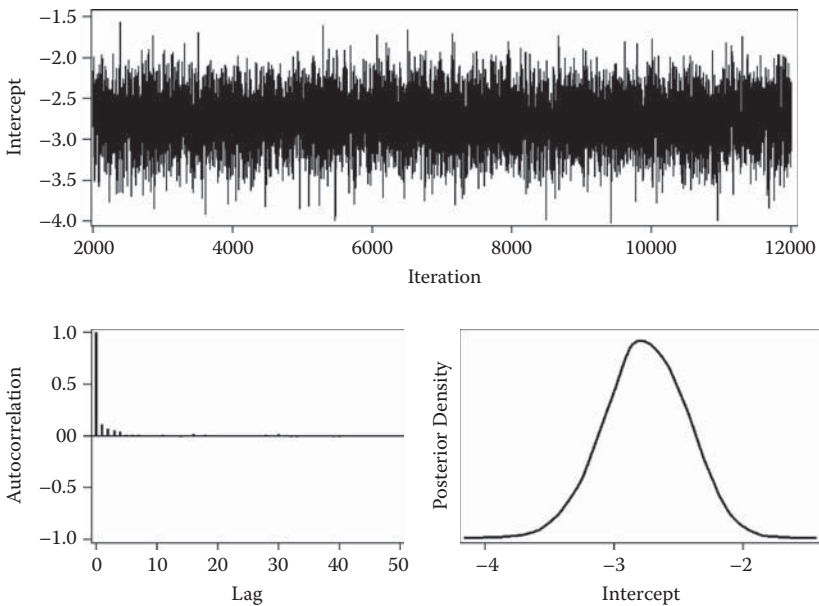 Intercept
−1.5
−2.0
−2.5
−3.0
−3.5
−4.0
2000 4000 6000 8000 10000 12000
Iteration
Autocorrelation
1.0
0.5
00
−0.5
−1.0
0 10 20 30 40 50
Lag
Posterior Density
−4 −3 −2
Intercept